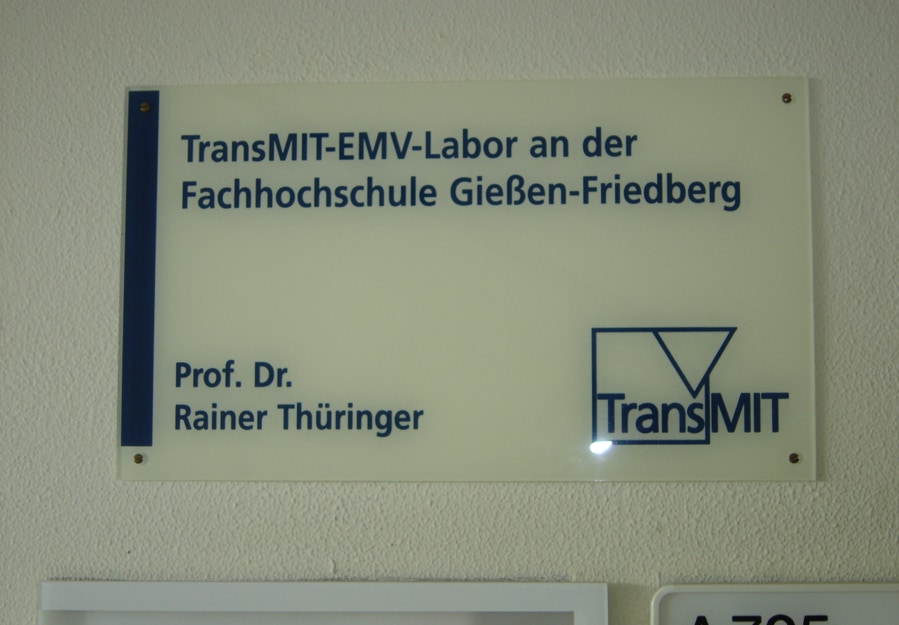 TransMIT-EMV-Labor an der
Fachhochschule Gießen-Friedberg
Prof. Dr.
Rainer Thüringer
TransMIT